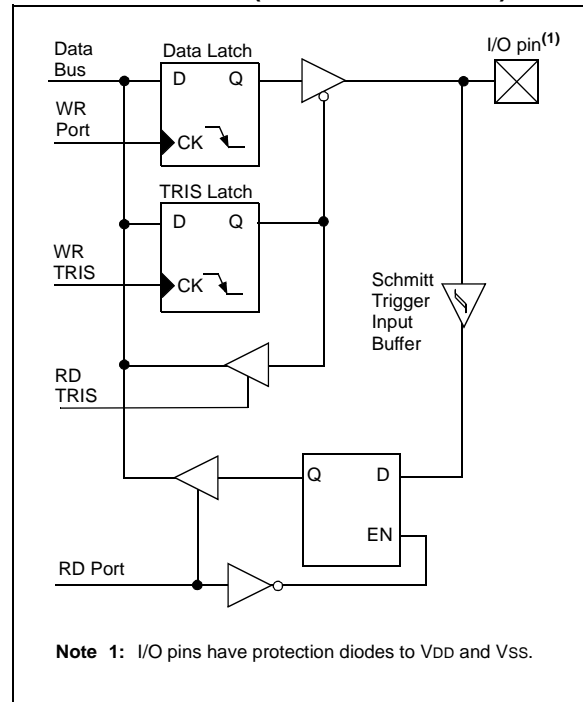 Data
Bus
Data Latch
I/O pin(1)
D Q
WR
Port
CK
TRIS Latch
D Q
WR
TRIS
CK
Schmitt
Trigger
Input
Buffer
RD
TRIS
Q D
EN
RD Port
Note 1: I/O pins have protection diodes to VDD and VSS.